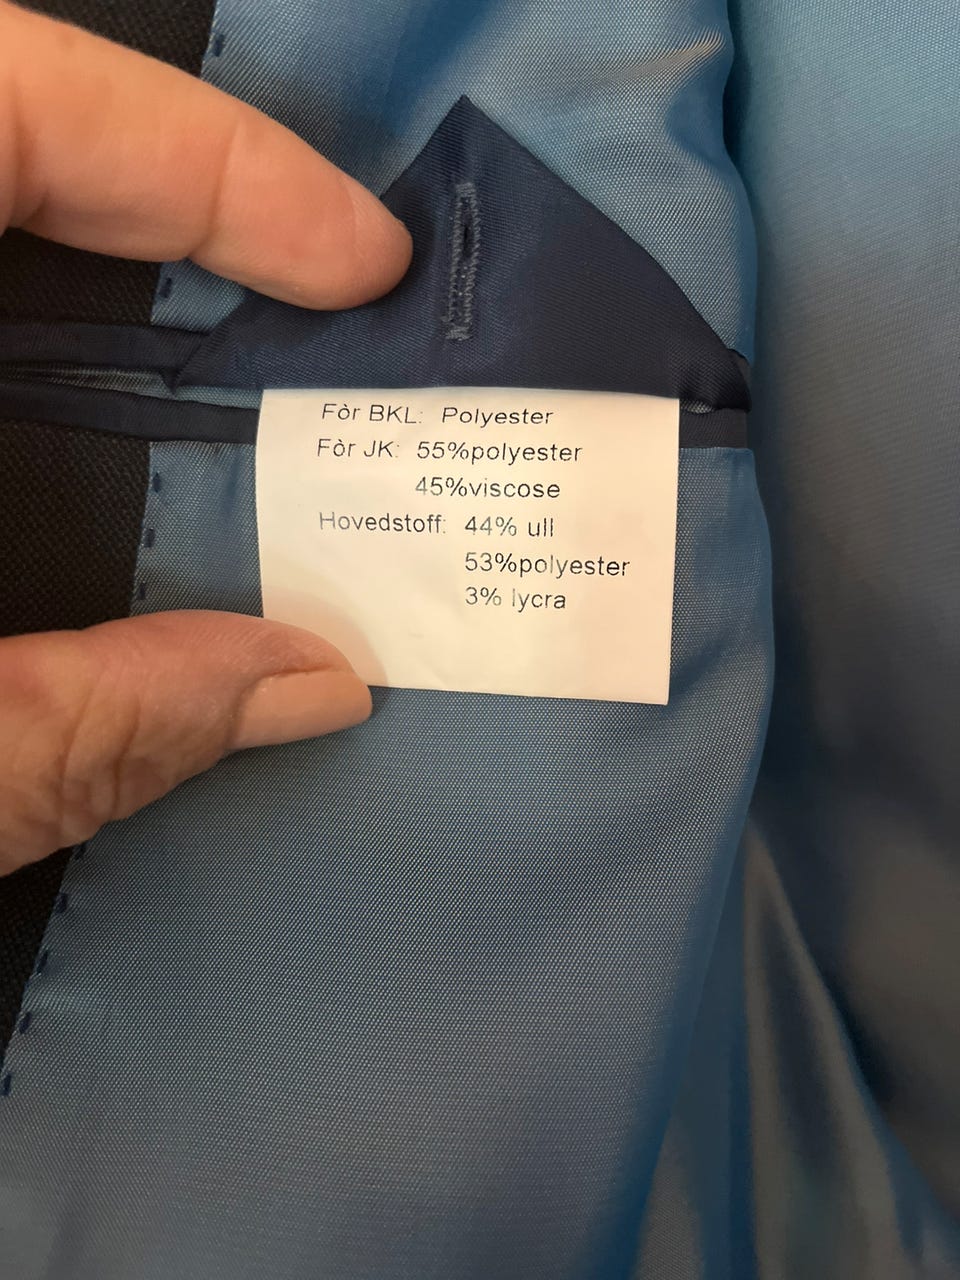 Fòr BKL: Polyester
Fòr JK: 55%polyester
45%viscose
Hovedstoff: 44% ull
53%polyester
3% lycra